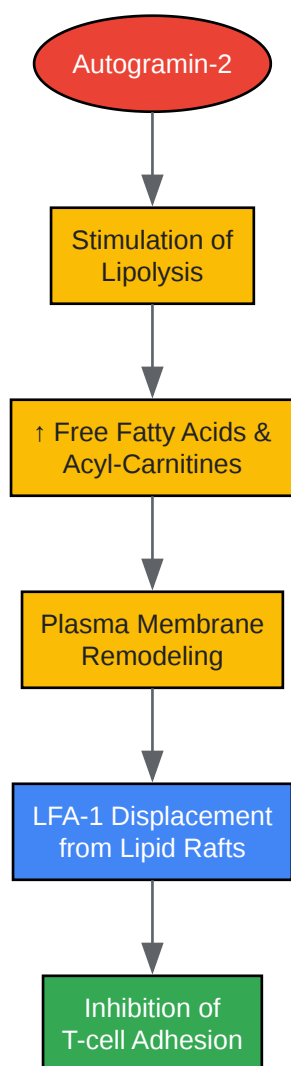 Autogramin-2
Stimulation of
Lipolysis
↑ Free Fatty Acids &
Acyl-Carnitines
Plasma Membrane
Remodeling
LFA-1 Displacement
from Lipid Rafts
Inhibition of
T-cell Adhesion